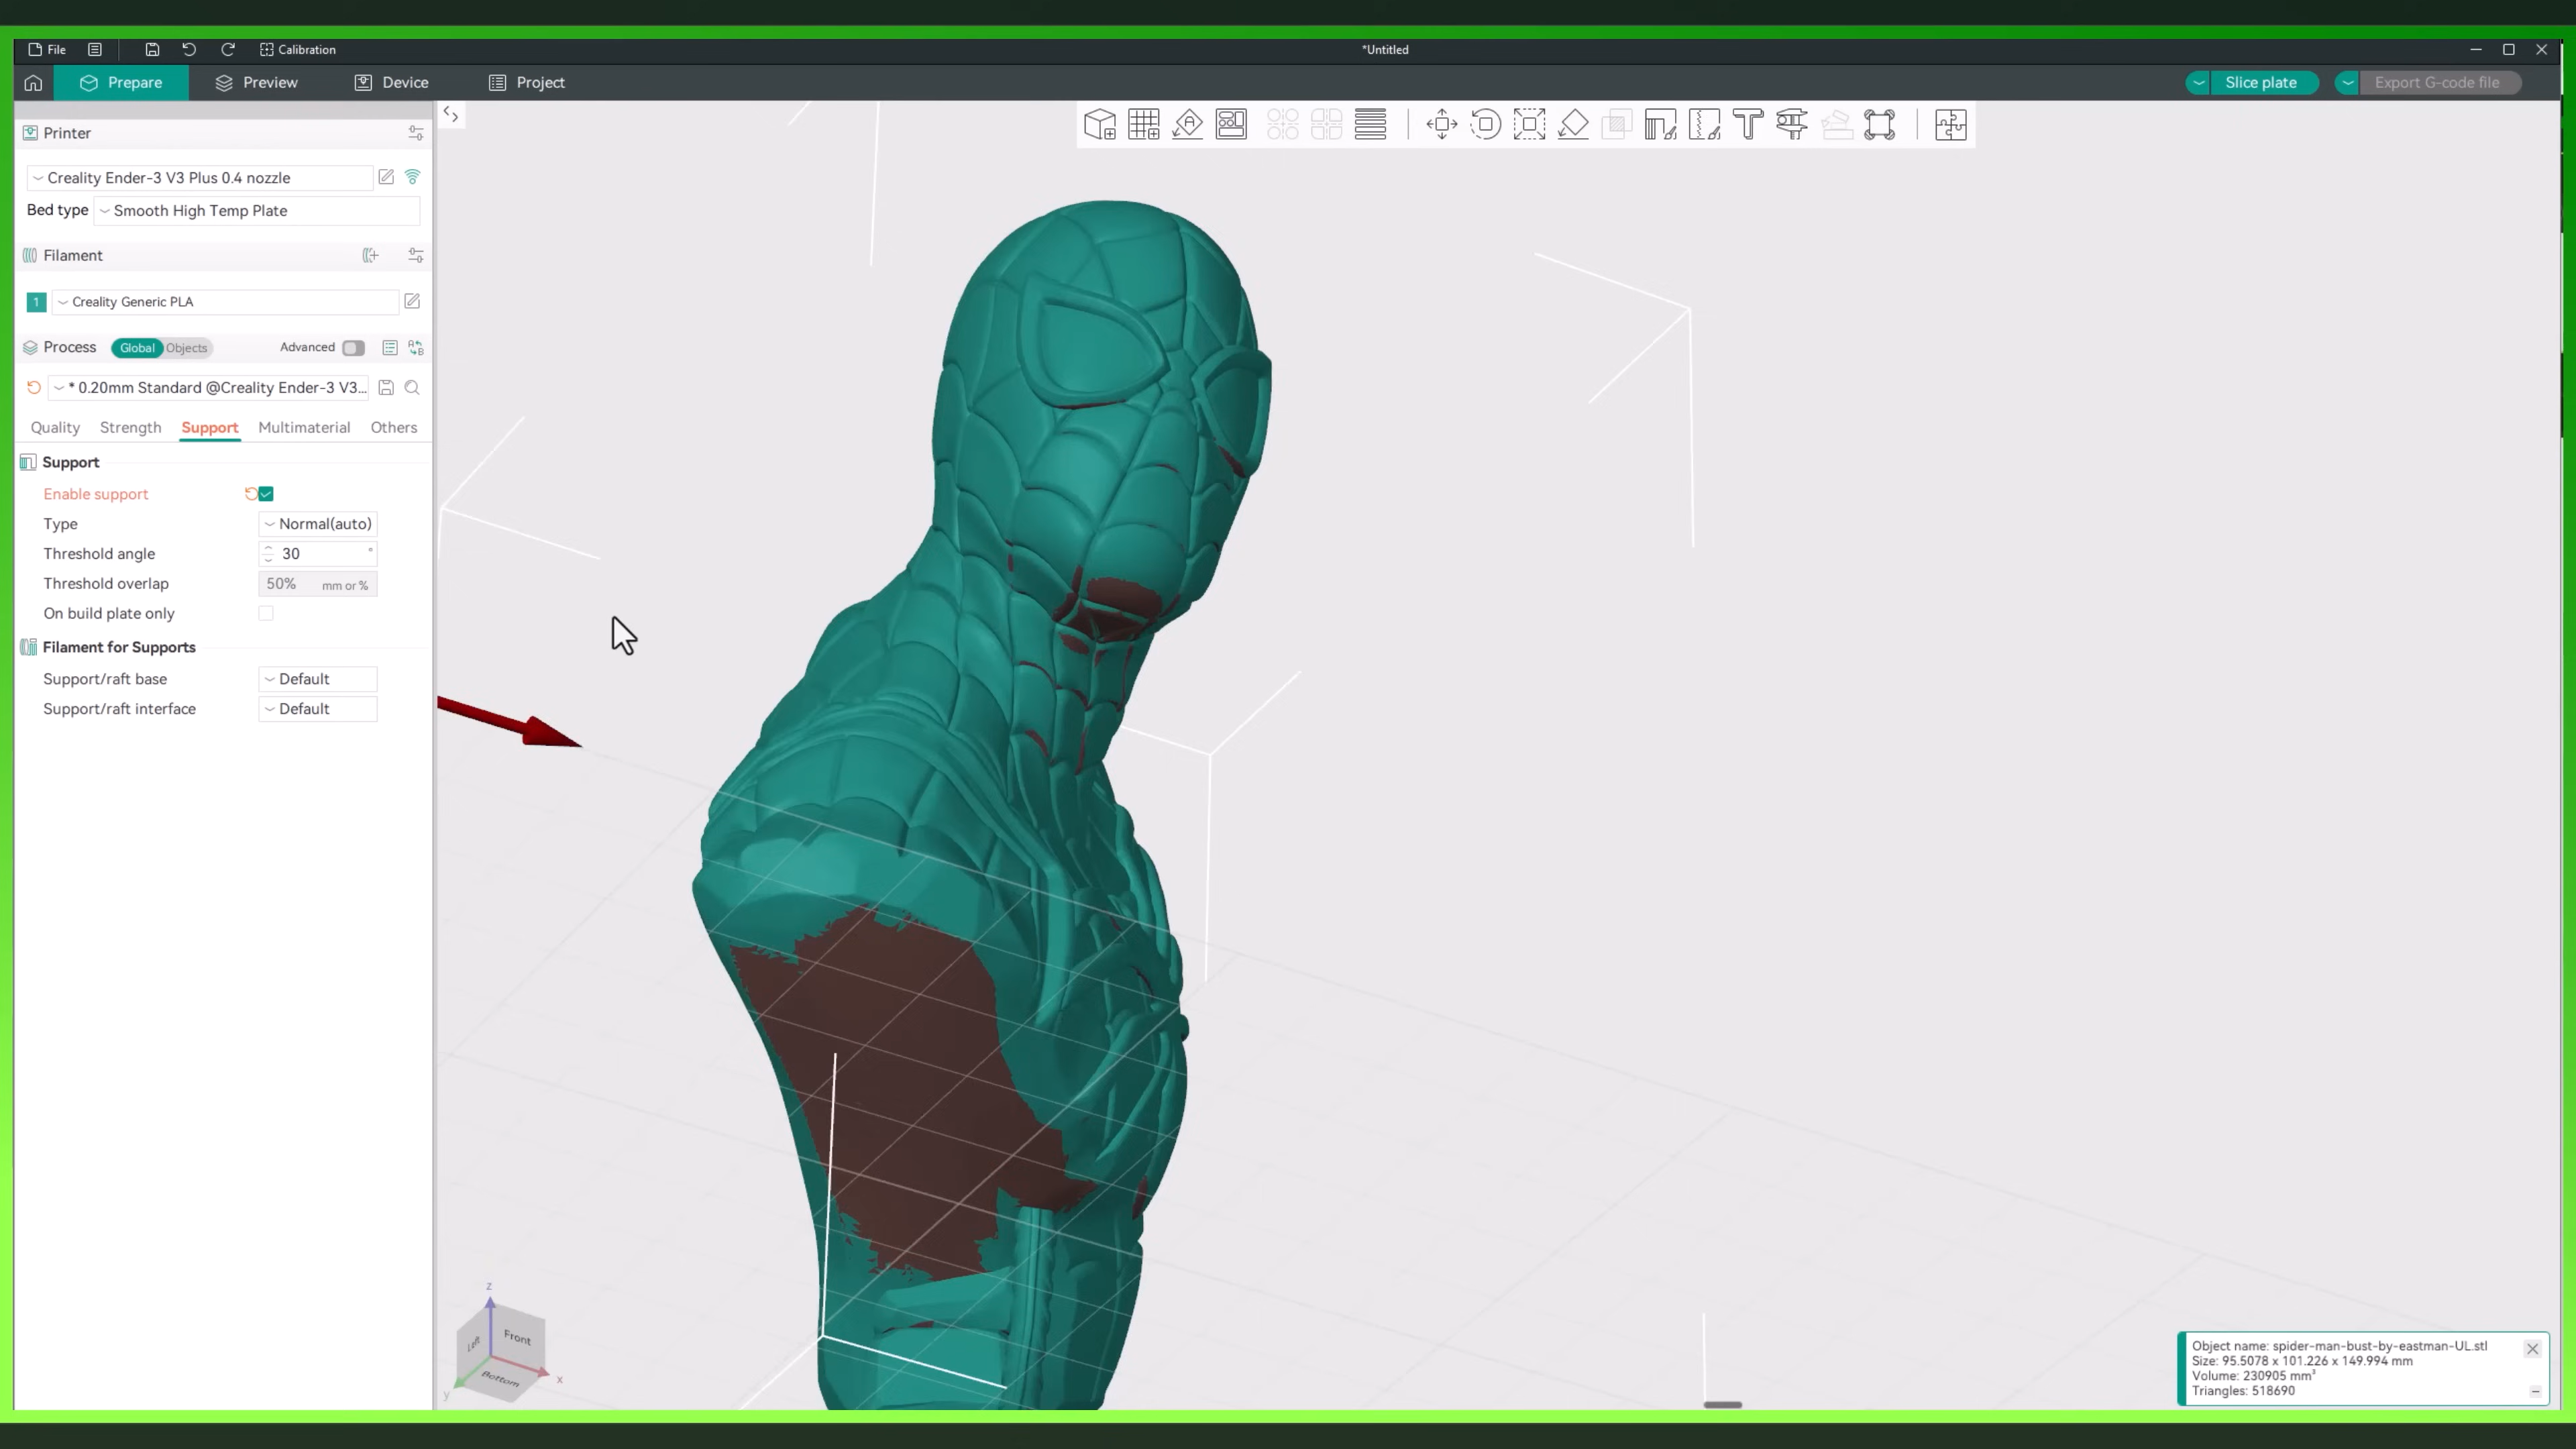 File
Calibration
*Untitled
Prepare
Preview
Device
Project
Slice plate
Export G-code file
Printer
Creality Ender-3 V3 Plus 0.4 nozzle
Bed type
Smooth High Temp Plate
Filament
1
Creality Generic PLA
Process
Global
Objects
Advanced
* 0.20mm Standard @Creality Ender-3 V3...
Quality
Strength
Support
Multimaterial
Others
Support
Enable support
Type
Normal(auto)
Threshold angle
30 °
Threshold overlap
50% mm or %
On build plate only
Filament for Supports
Support/raft base
Default
Support/raft interface
Default
z
Left
Front
Bottom
x
y
Object name: spider-man-bust-by-eastman-UL.stl
Size: 95.5078 x 101.226 x 149.994 mm
Volume: 230905 mm³
Triangles: 518690